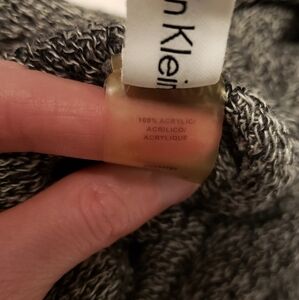 n Klein
100% ACRYLIC/
ACRILICO/
ACRYLIQUE